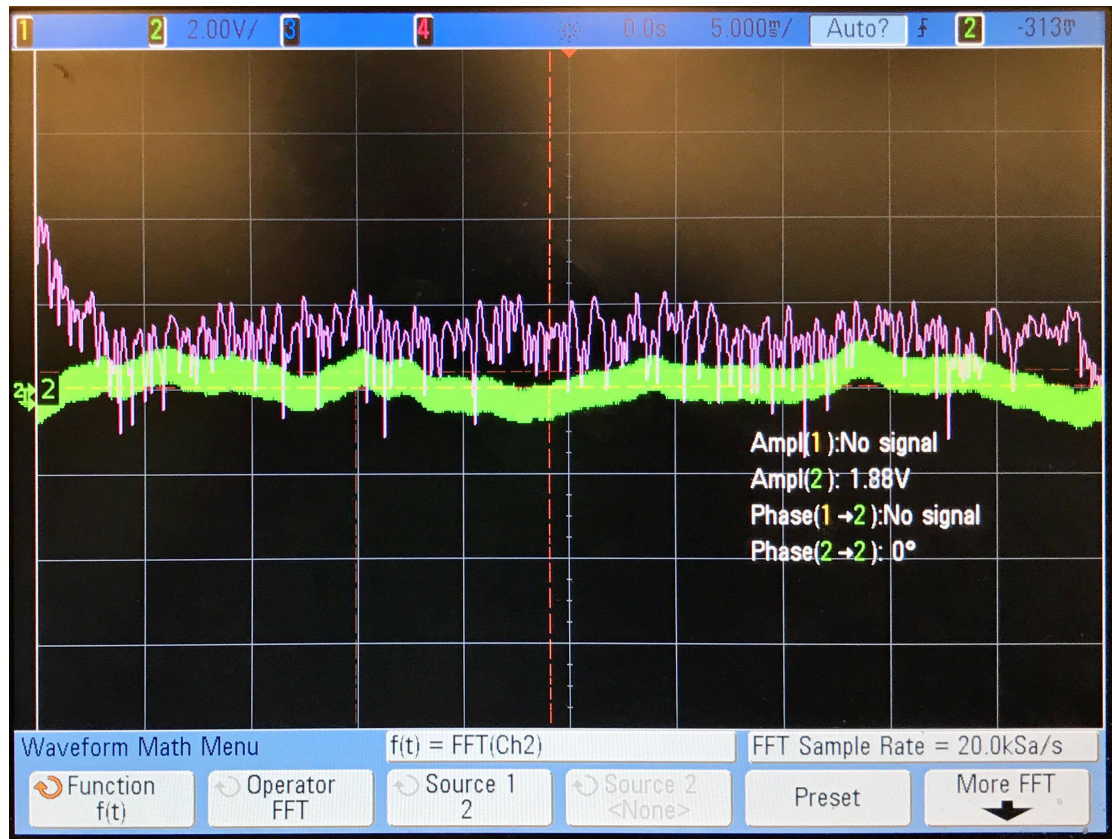 1 2 2.00V/ 3 4 0.0s 5.000ms/ Auto? 2 -313mV
2
Ampl(1):No signal
Ampl(2): 1.88V
Phase(1→2):No signal
Phase(2→2): 0°
Waveform Math Menu f(t) = FFT(Ch2) FFT Sample Rate = 20.0kSa/s
Function Operator Source 1 Source 2 Preset More FFT
f(t) FFT 2 <None>